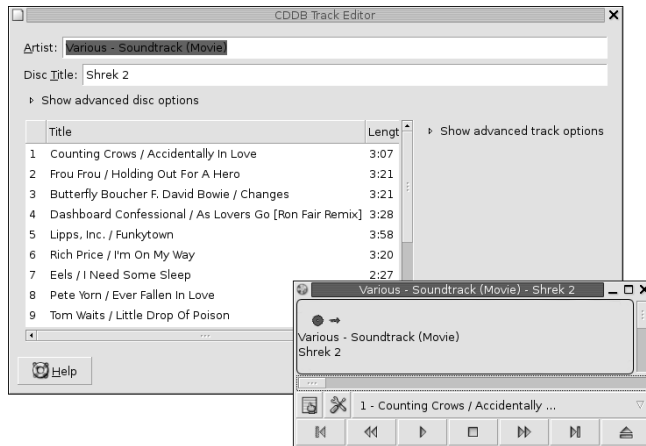 CDDB Track Editor
Artist: Various - Soundtrack (Movie)
Disc Title: Shrek 2
Show advanced disc options
Title Lengt
Show advanced track options
1 Counting Crows / Accidentally In Love 3:07
2 Frou Frou / Holding Out For A Hero 3:21
3 Butterfly Boucher F. David Bowie / Changes 3:21
4 Dashboard Confessional / As Lovers Go [Ron Fair Remix] 3:28
5 Lipps, Inc. / Funkytown 3:58
6 Rich Price / I'm On My Way 3:20
7 Eels / I Need Some Sleep 2:27
8 Pete Yorn / Ever Fallen In Love
9 Tom Waits / Little Drop Of Poison
Help
Various - Soundtrack (Movie) - Shrek 2
Various - Soundtrack (Movie)
Shrek 2
1 - Counting Crows / Accidentally ...